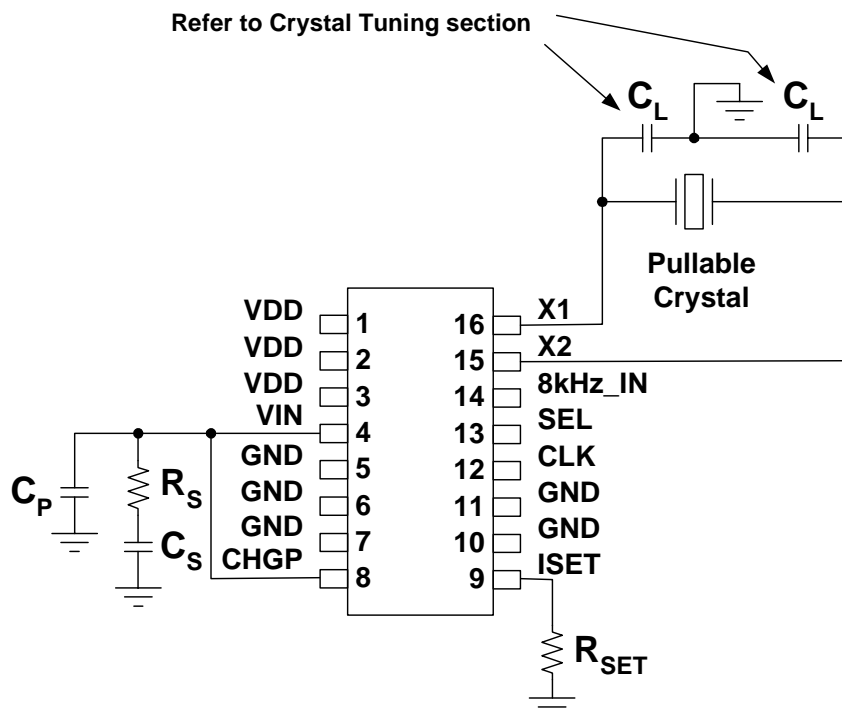 Refer to Crystal Tuning section
CL
CL
Pullable
Crystal
VDD 1
VDD 2
VDD 3
VIN 4
GND 5
GND 6
GND 7
CHGP 8
16 X1
15 X2
14 8kHz_IN
13 SEL
12 CLK
11 GND
10 GND
9 ISET
CP
RS
CS
RSET